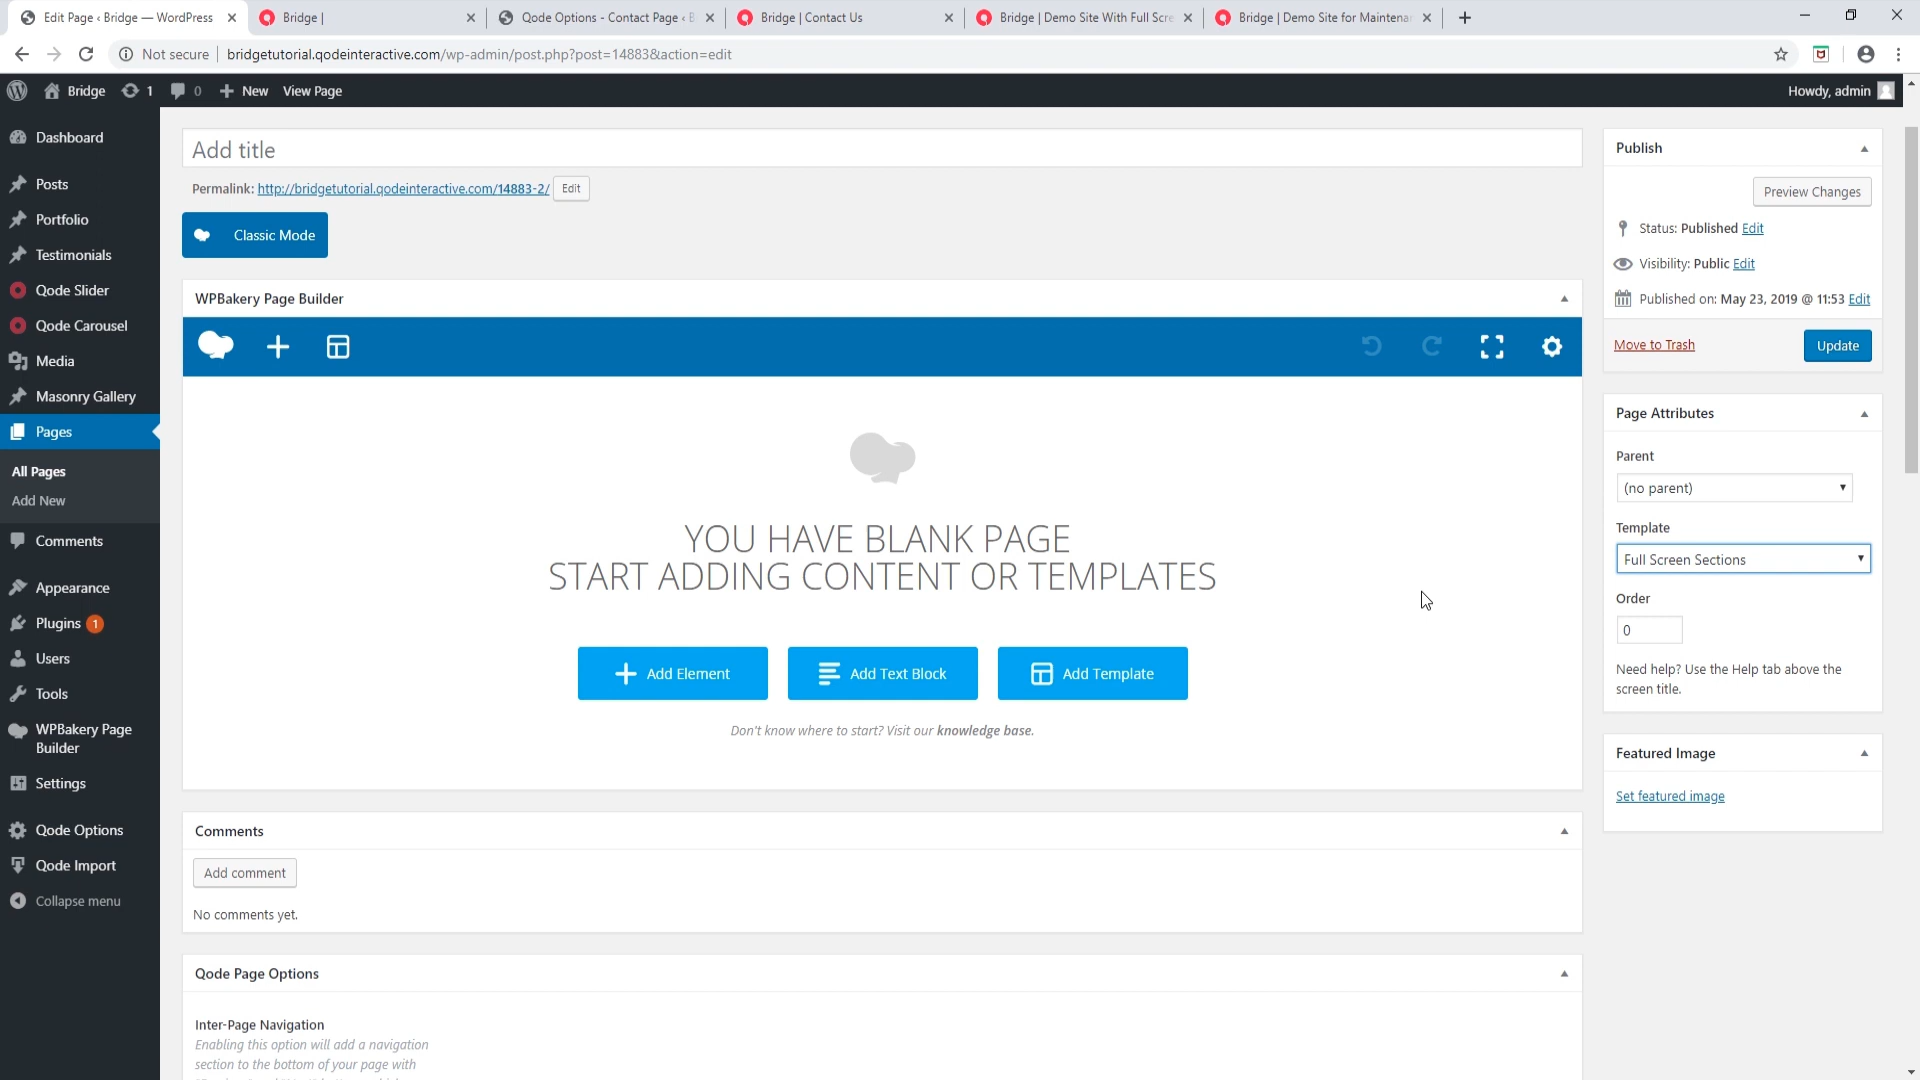 Edit Page ‹ Bridge — WordPress
Bridge |
Qode Options - Contact Page ‹ B
Bridge | Contact Us
Bridge | Demo Site With Full Scre
Bridge | Demo Site for Maintena
Not secure
bridgetutorial.qodeinteractive.com/wp-admin/post.php?post=14883&action=edit
Bridge
1
0
New
View Page
Howdy, admin
Dashboard
Posts
Portfolio
Testimonials
Qode Slider
Qode Carousel
Media
Masonry Gallery
Pages
All Pages
Add New
Comments
Appearance
Plugins 1
Users
Tools
WPBakery Page
Builder
Settings
Qode Options
Qode Import
Collapse menu
Add title
Permalink: http://bridgetutorial.qodeinteractive.com/14883-2/ Edit
Classic Mode
WPBakery Page Builder
YOU HAVE BLANK PAGE
START ADDING CONTENT OR TEMPLATES
Add Element
Add Text Block
Add Template
Don't know where to start? Visit our knowledge base.
Comments
Add comment
No comments yet.
Qode Page Options
Inter-Page Navigation
Enabling this option will add a navigation
section to the bottom of your page with
Publish
Preview Changes
Status: Published Edit
Visibility: Public Edit
Published on: May 23, 2019 @ 11:53 Edit
Move to Trash
Update
Page Attributes
Parent
(no parent)
Template
Full Screen Sections
Order
0
Need help? Use the Help tab above the
screen title.
Featured Image
Set featured image